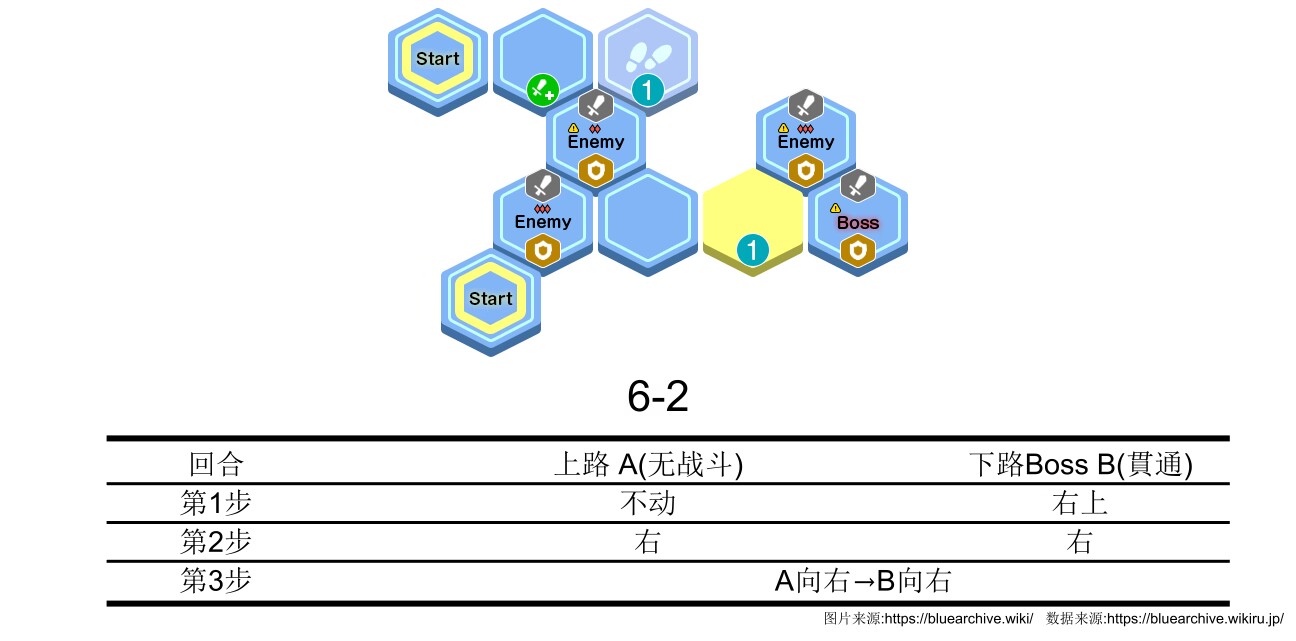 Start
1
Enemy
Enemy
Enemy
Boss
1
Start
6-2
回合 上路 A(无战斗) 下路Boss B(貫通)
第1步 不动 右上
第2步 右 右
第3步 A向右→B向右
图片来源:https://bluearchive.wiki/ 数据来源:https://bluearchive.wikiru.jp/